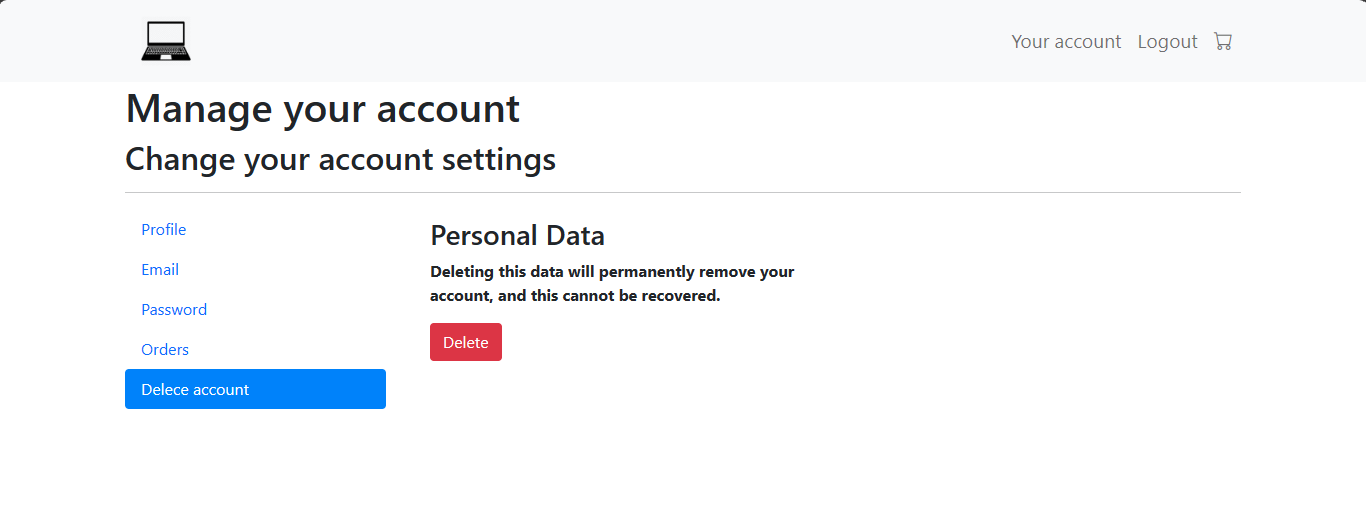 Your account Logout
Manage your account
Change your account settings
Profile
Email
Password
Orders
Delece account
Personal Data
Deleting this data will permanently remove your
account, and this cannot be recovered.
Delete